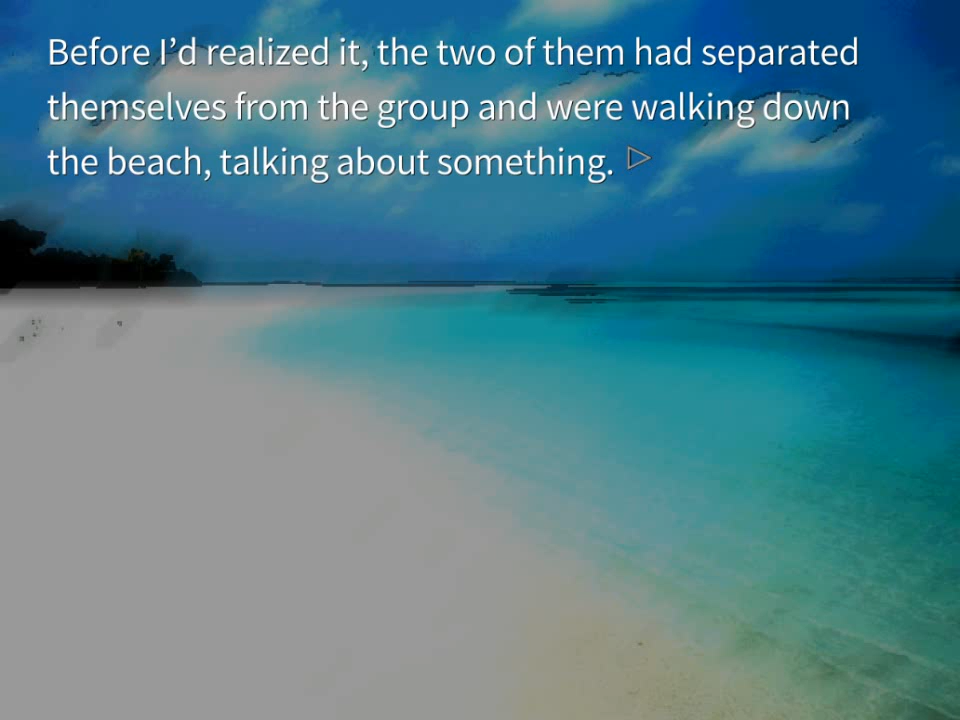 Before I’d realized it, the two of them had separated
themselves from the group and were walking down
the beach, talking about something.